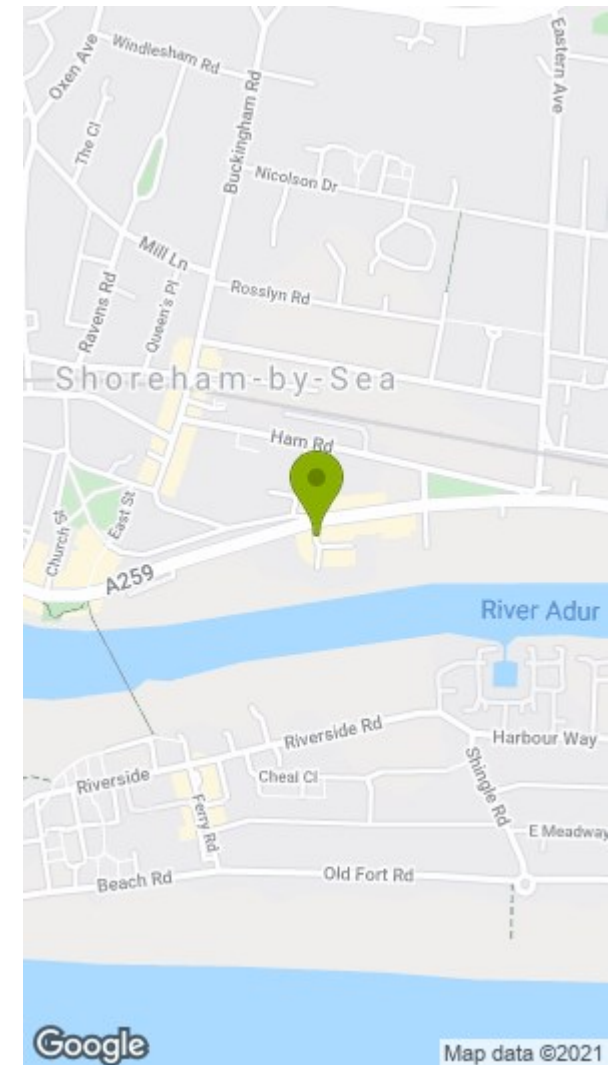 Windlesham Rd
Oxen Ave
Eastern Ave
The Cl
Buckingham Rd
Nicolson Dr
Mill Ln
Ravens Rd
Queen's Pl
Rosslyn Rd
Shoreham-by-Sea
Ham Rd
Church St
East St
A259
River Adur
Riverside Rd
Harbour Way
Riverside
Cheal Cl
Shingle Rd
Ferry Rd
E Meadway
Beach Rd
Old Fort Rd
Google
Map data ©2021